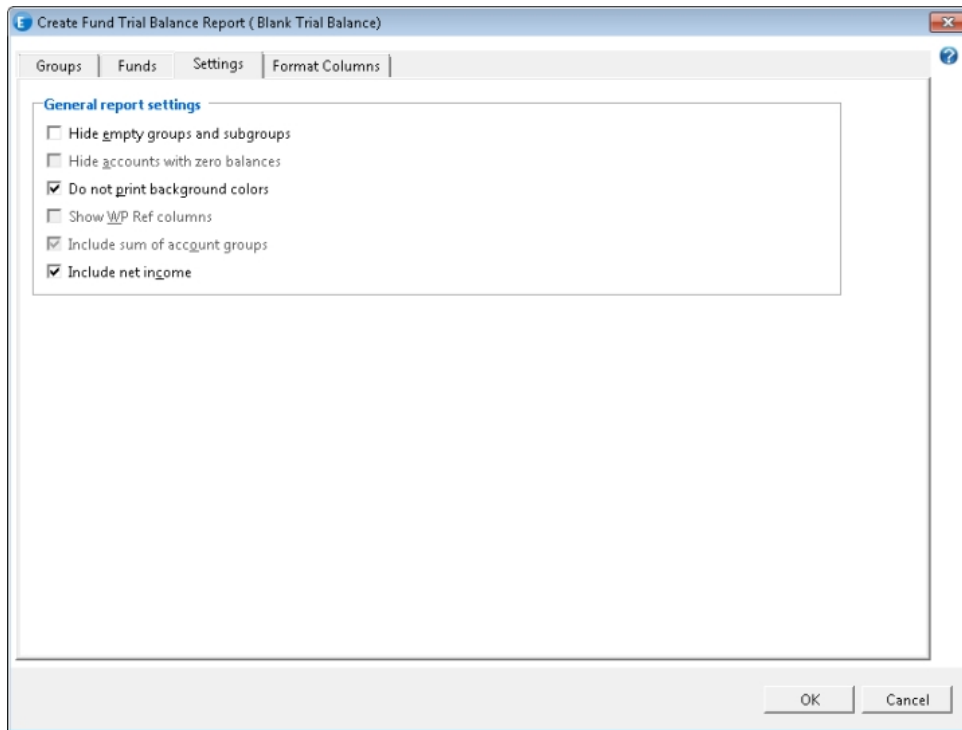 Create Fund Trial Balance Report ( Blank Trial Balance)
Groups Funds Settings Format Columns
General report settings
Hide empty groups and subgroups
Hide accounts with zero balances
Do not print background colors
Show WP Ref columns
Include sum of account groups
Include net income
OK Cancel